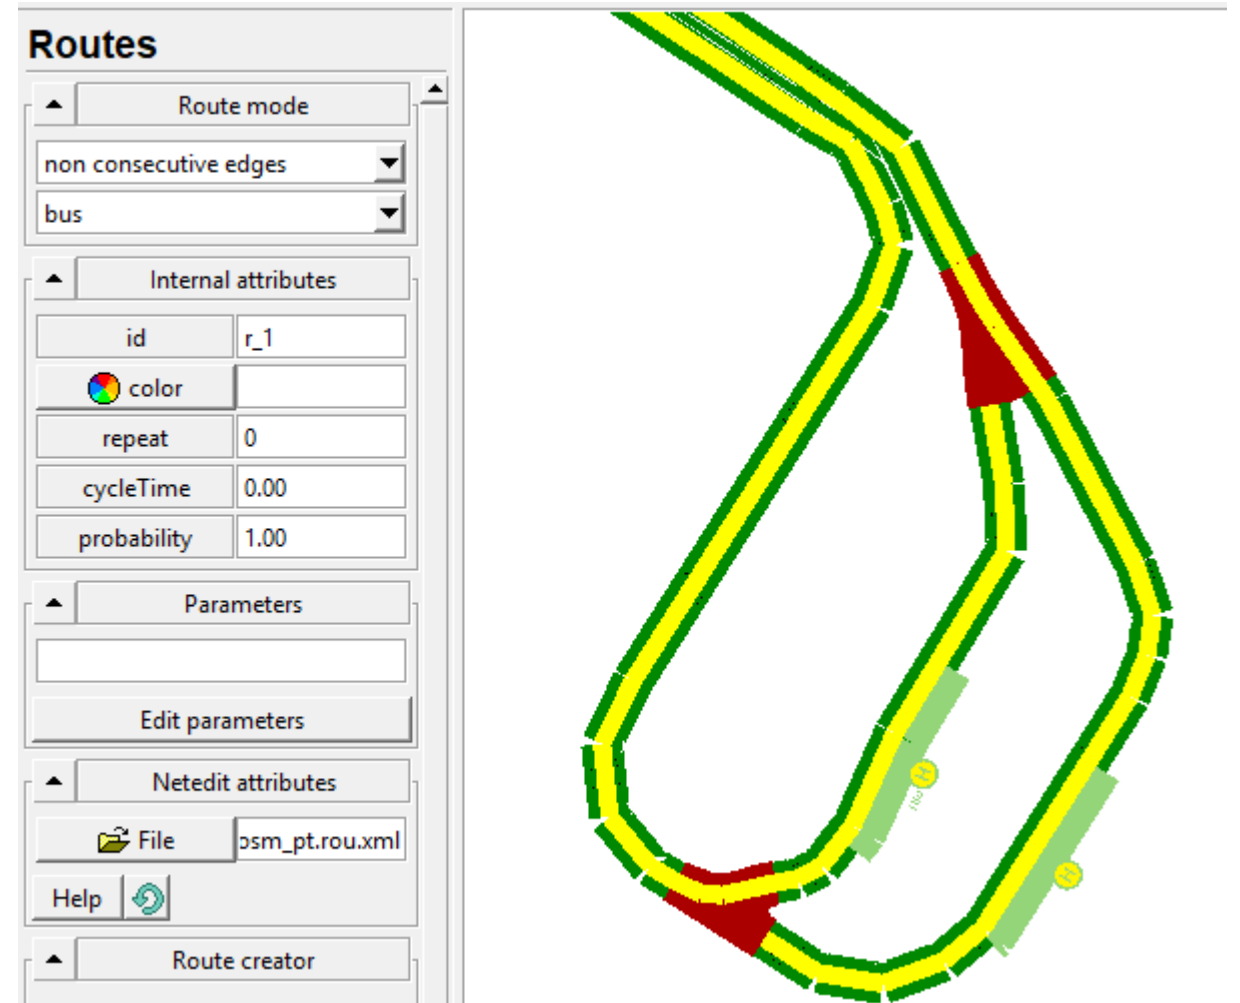 Routes
Route mode
non consecutive edges
bus
Internal attributes
id r_1
color
repeat 0
cycleTime 0.00
probability 1.00
Parameters
Edit parameters
Netedit attributes
File osm_pt.rou.xml
Help
Route creator
H
H